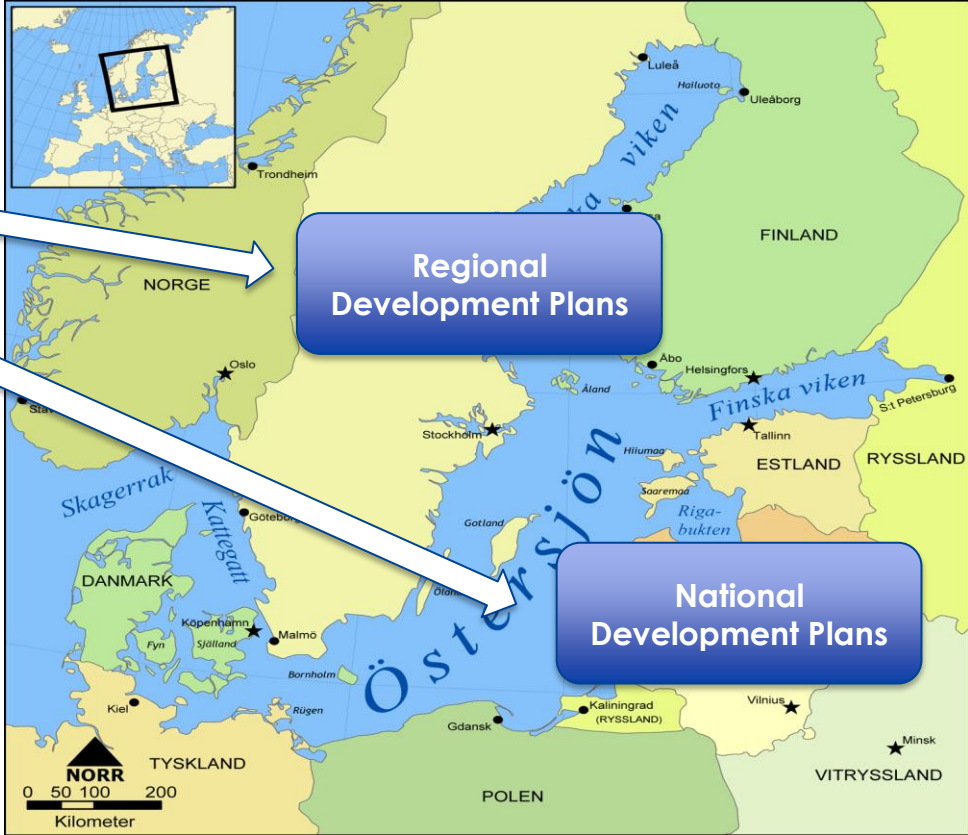 Luleå
Hailuoto
Uleåborg
Trondheim
viken
FINLAND
Regional
Development Plans
NORGE
Oslo
Åbo
Helsingfors
Åland
Finska viken
S:t Petersburg
Stockholm
Tallinn
Hiiumaa
ESTLAND
RYSSLAND
Saaremaa
Skagerrak
Kattegatt
Göteborg
Gotland
Riga-
bukten
Östersjön
DANMARK
Öland
National
Development Plans
Köpenhamn
Malmö
Fyn
Själland
Bornholm
Kiel
Rügen
Gdansk
Kaliningrad
(RYSSLAND)
Vilnius
Minsk
NORR
TYSKLAND
POLEN
VITRYSSLAND
0 50 100 200
Kilometer